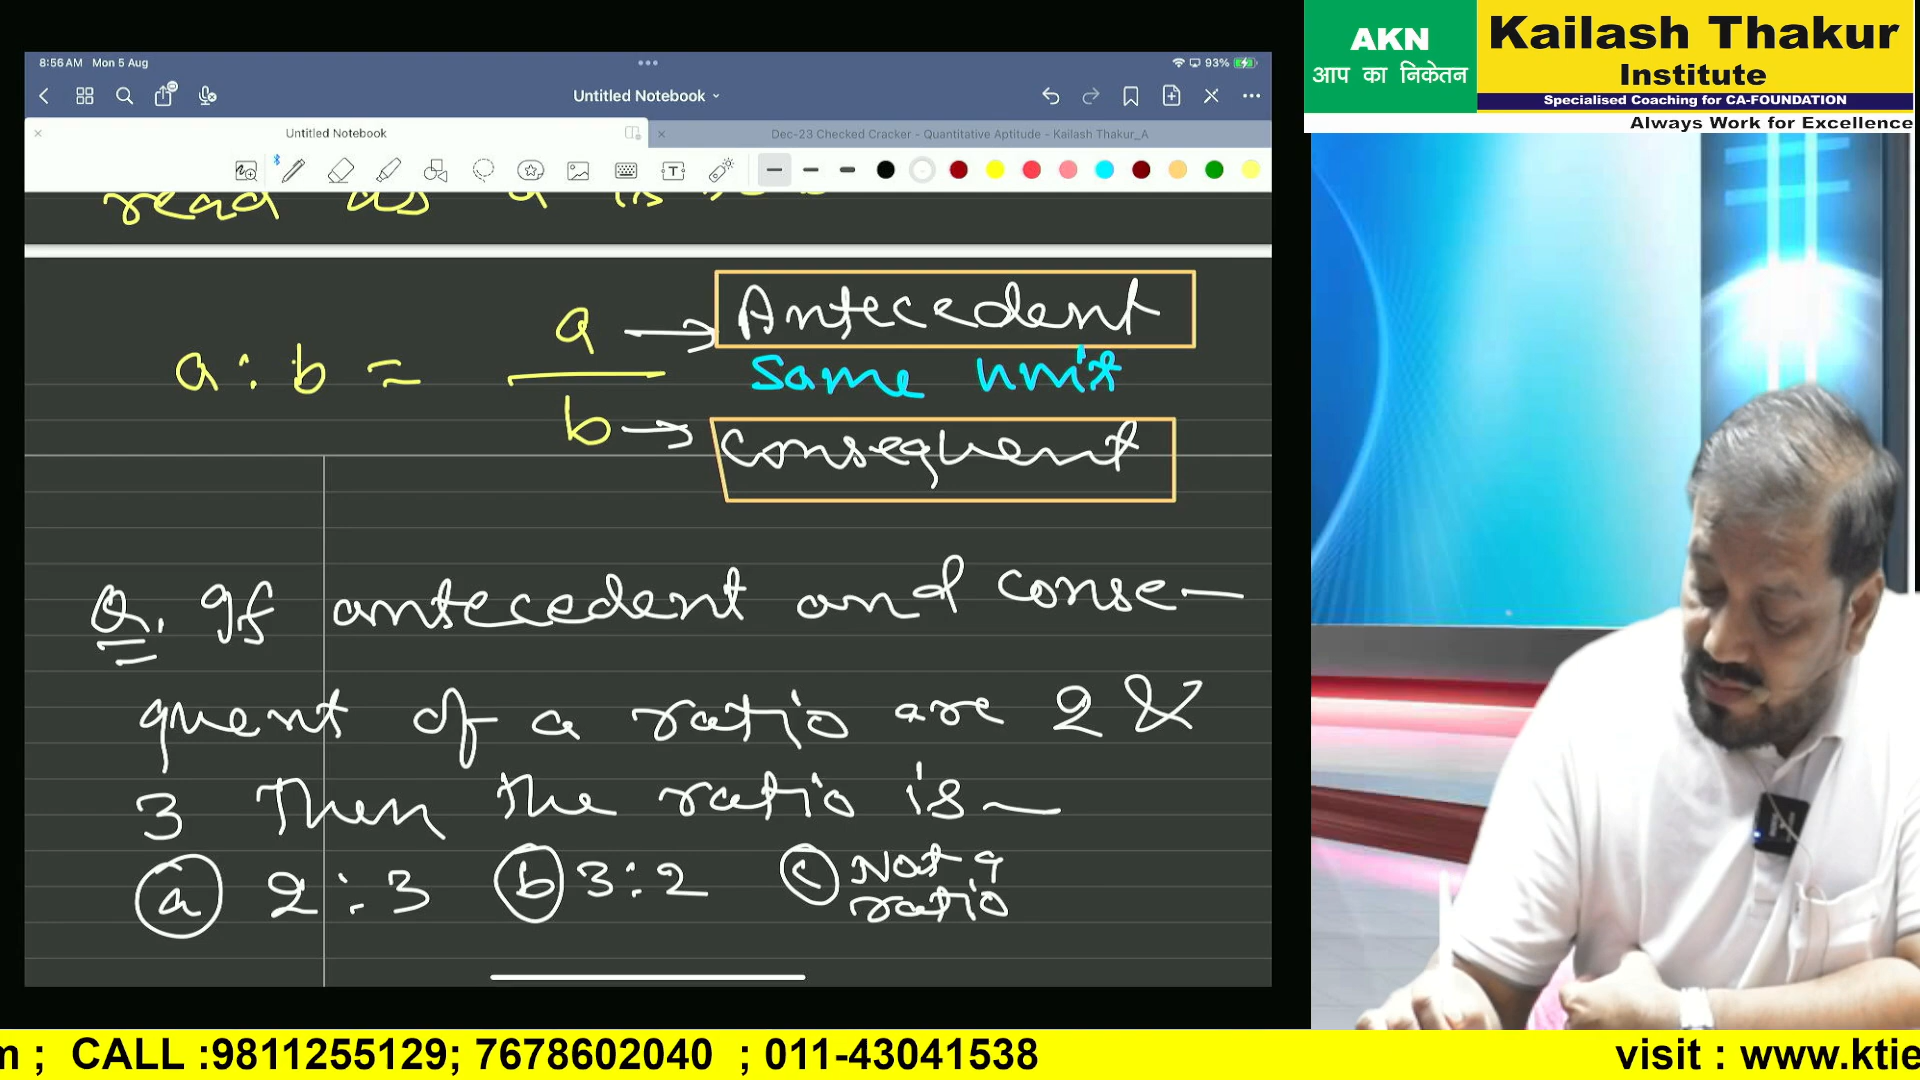 AKN
आप का निकेतन
Kailash Thakur
Institute
Specialised Coaching for CA-FOUNDATION
Always Work for Excellence
8:56 AM Mon 5 Aug
93%
Untitled Notebook
Untitled Notebook
Dec-23 Checked Cracker - Quantitative Aptitude - Kailash Thakur_A
read as a is
a : b = a/b
a → Antecedent
Same unit
b → Consequent
Q. If antecedent and conse-
quent of a ratio are 2 &
3 Then the ratio is —
(a) 2 : 3 (b) 3 : 2 (c) Not a
ratio
m ; CALL :9811255129; 7678602040 ; 011-43041538
visit : www.ktie